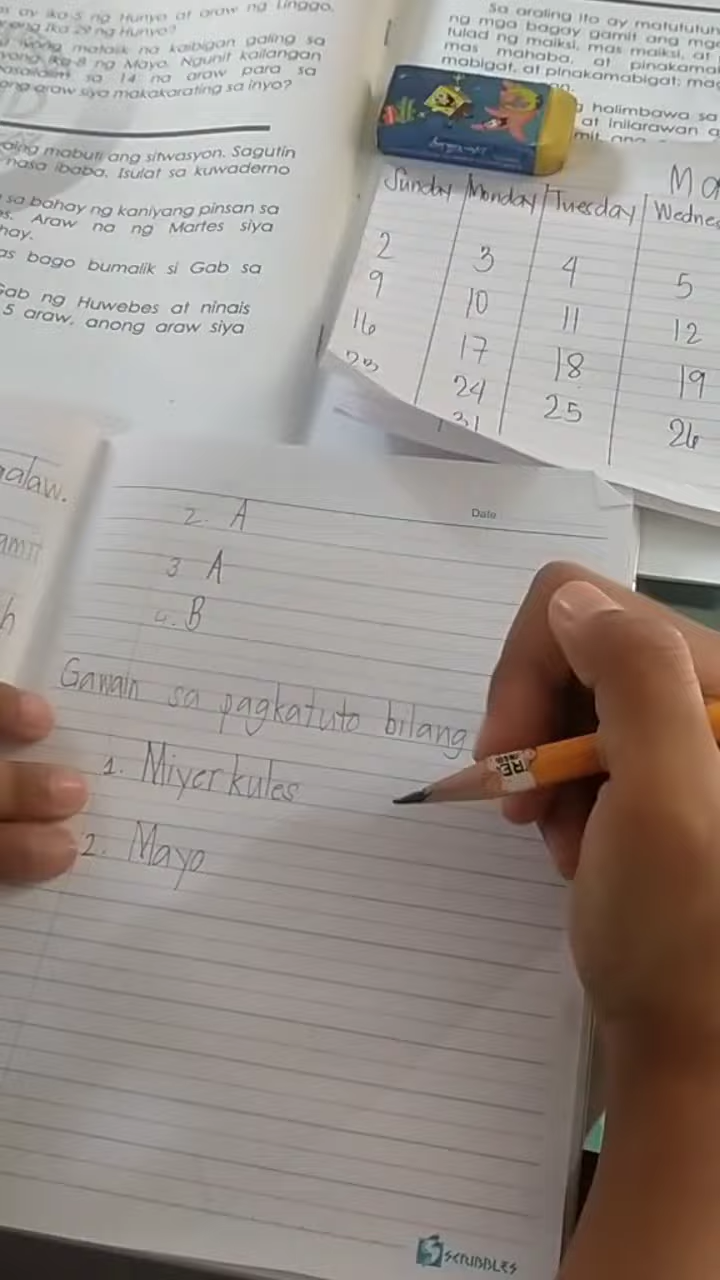 ay ika-5 ng Hunyo at araw ng Linggo,
ang ika 29 ng Hunyo?
matalik na kaibigan galing sa
ika-8 ng Mayo. Ngunit kailangan
sa 14 na araw para sa
ong araw siya makakarating sa inyo?
mabuti ang sitwasyon. Sagutin
nasa ibaba. Isulat sa kuwaderno
sa bahay ng kaniyang pinsan sa
Araw na ng Martes siya
bago bumalik si Gab sa
Gab ng Huwebes at ninais
5 araw, anong araw siya
Sa araling ito ay
ng mga bagay gamit ang
tulad ng maiksi, mas maiksi, at
mas mahaba, at
mabigat, at pinakamabigat;
halimbawa sa
at inilarawan
Sunday Monday Tuesday
2 3 4 5
9 10 11 12
16 17 18 19
24 25 26
31
2. A
Date
3 A
4. B
Gawain sa pagkatuto bilang
1. Miyerkules
2. Mayo
SCRIBBLES